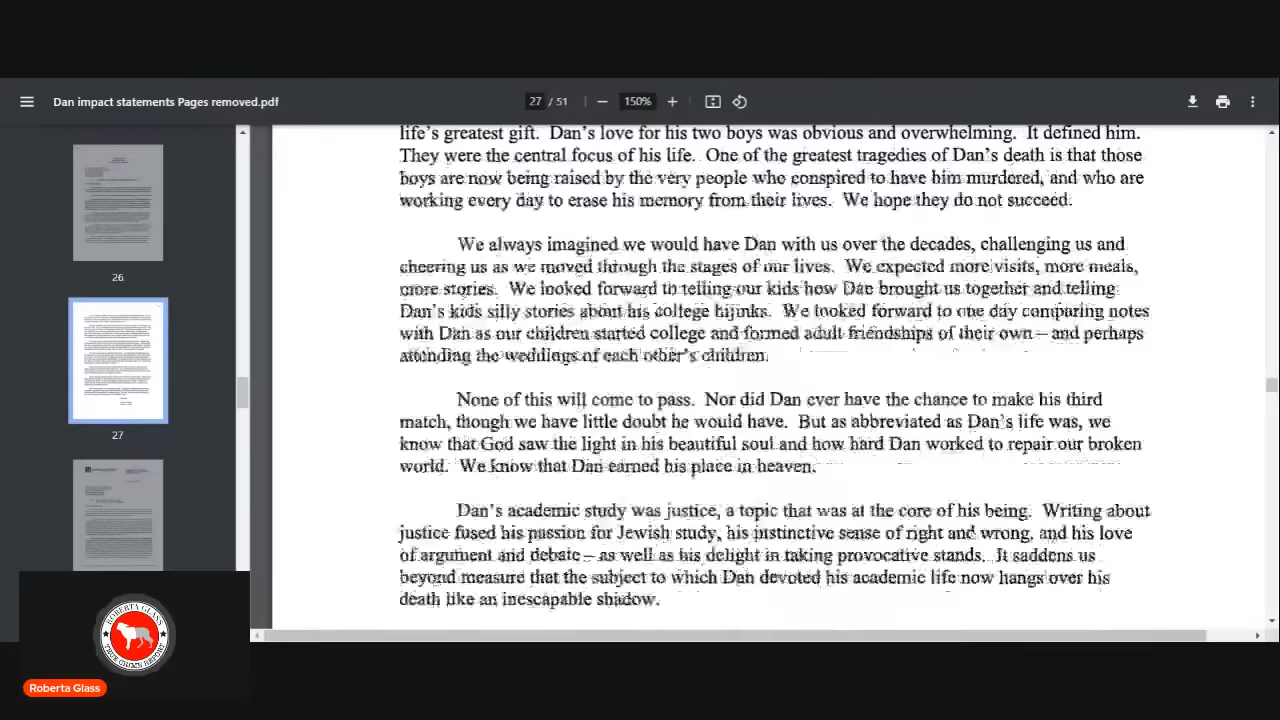 Dan impact statements Pages removed.pdf
27 / 51
150%
26
27
life's greatest gift. Dan's love for his two boys was obvious and overwhelming. It defined him.
They were the central focus of his life. One of the greatest tragedies of Dan's death is that those
boys are now being raised by the very people who conspired to have him murdered, and who are
working every day to erase his memory from their lives. We hope they do not succeed.
We always imagined we would have Dan with us over the decades, challenging us and
cheering us as we moved through the stages of our lives. We expected more visits, more meals,
more stories. We looked forward to telling our kids how Dan brought us together and telling
Dan's kids silly stories about his college hijinks. We looked forward to one day comparing notes
with Dan as our children started college and formed adult friendships of their own – and perhaps
attending the weddings of each other's children.
None of this will come to pass. Nor did Dan ever have the chance to make his third
match, though we have little doubt he would have. But as abbreviated as Dan's life was, we
know that God saw the light in his beautiful soul and how hard Dan worked to repair our broken
world. We know that Dan earned his place in heaven.
Dan's academic study was justice, a topic that was at the core of his being. Writing about
justice fused his passion for Jewish study, his instinctive sense of right and wrong, and his love
of argument and debate – as well as his delight in taking provocative stands. It saddens us
beyond measure that the subject to which Dan devoted his academic life now hangs over his
death like an inescapable shadow.
ROBERTA GLASS
TRUE CRIME REPORT
Roberta Glass